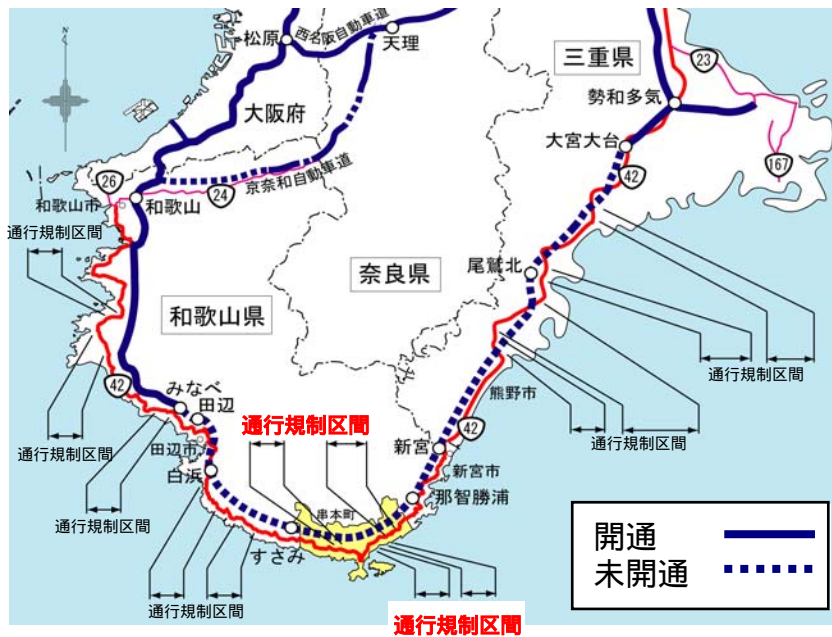 N
西名阪自動車道
松原
天理
三重県
23
勢和多気
大阪府
大宮大台
167
42
京奈和自動車道
26
24
和歌山市
和歌山
通行規制区間
奈良県
尾鷲北
和歌山県
通行規制区間
42
みなべ
田辺
熊野市
通行規制区間
通行規制区間
42
田辺市
新宮
通行規制区間
新宮市
白浜
那智勝浦
通行規制区間
串本町
すさみ
開通
未開通
通行規制区間
通行規制区間